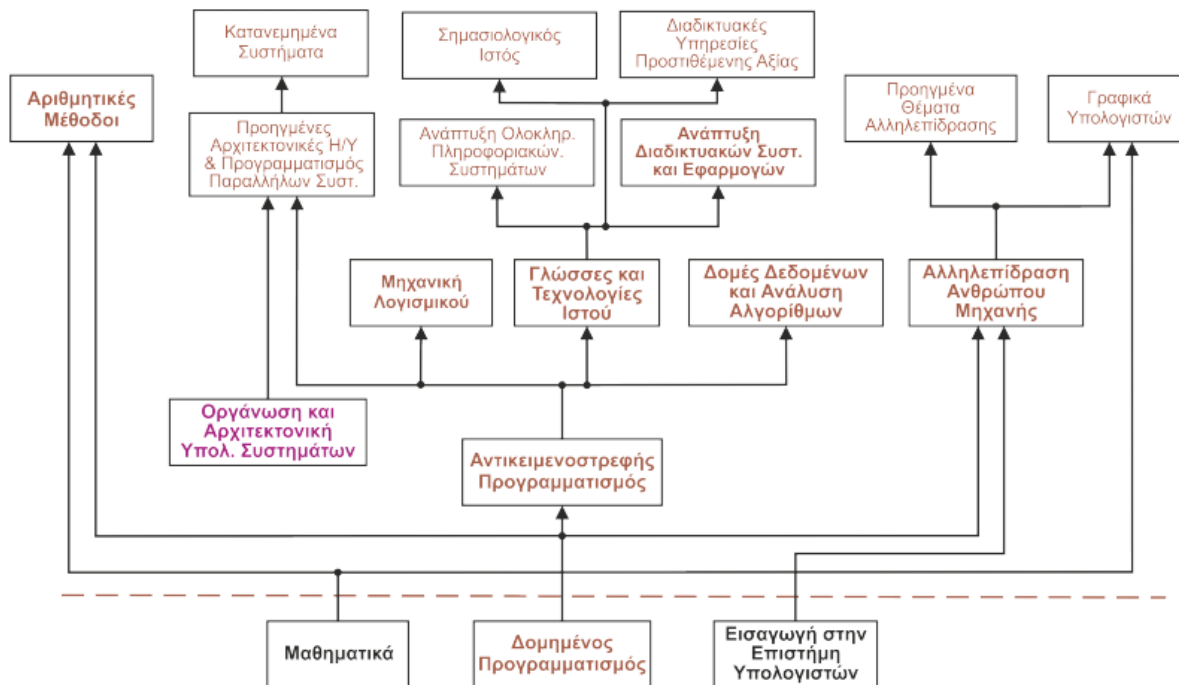 Κατανεμημένα
Συστήματα
Σημασιολογικός
Ιστός
Διαδικτυακές
Υπηρεσίες
Προστιθέμενης Αξίας
Αριθμητικές
Μέθοδοι
Προηγμένες
Αρχιτεκτονικές Η/Υ
& Προγραμματισμός
Παραλλήλων Συστ.
Ανάπτυξη Ολοκληρ.
Πληροφοριακών.
Συστημάτων
Ανάπτυξη
Διαδικτυακών Συστ.
και Εφαρμογών
Προηγμένα
Θέματα
Αλληλεπίδρασης
Γραφικά
Υπολογιστών
Μηχανική
Λογισμικού
Γλώσσες και
Τεχνολογίες
Ιστού
Δομές Δεδομένων
και Ανάλυση
Αλγορίθμων
Αλληλεπίδραση
Ανθρώπου
Μηχανής
Οργάνωση και
Αρχιτεκτονική
Υπολ. Συστημάτων
Αντικειμενοστρεφής
Προγραμματισμός
Μαθηματικά
Δομημένος
Προγραμματισμός
Εισαγωγή στην
Επιστήμη
Υπολογιστών